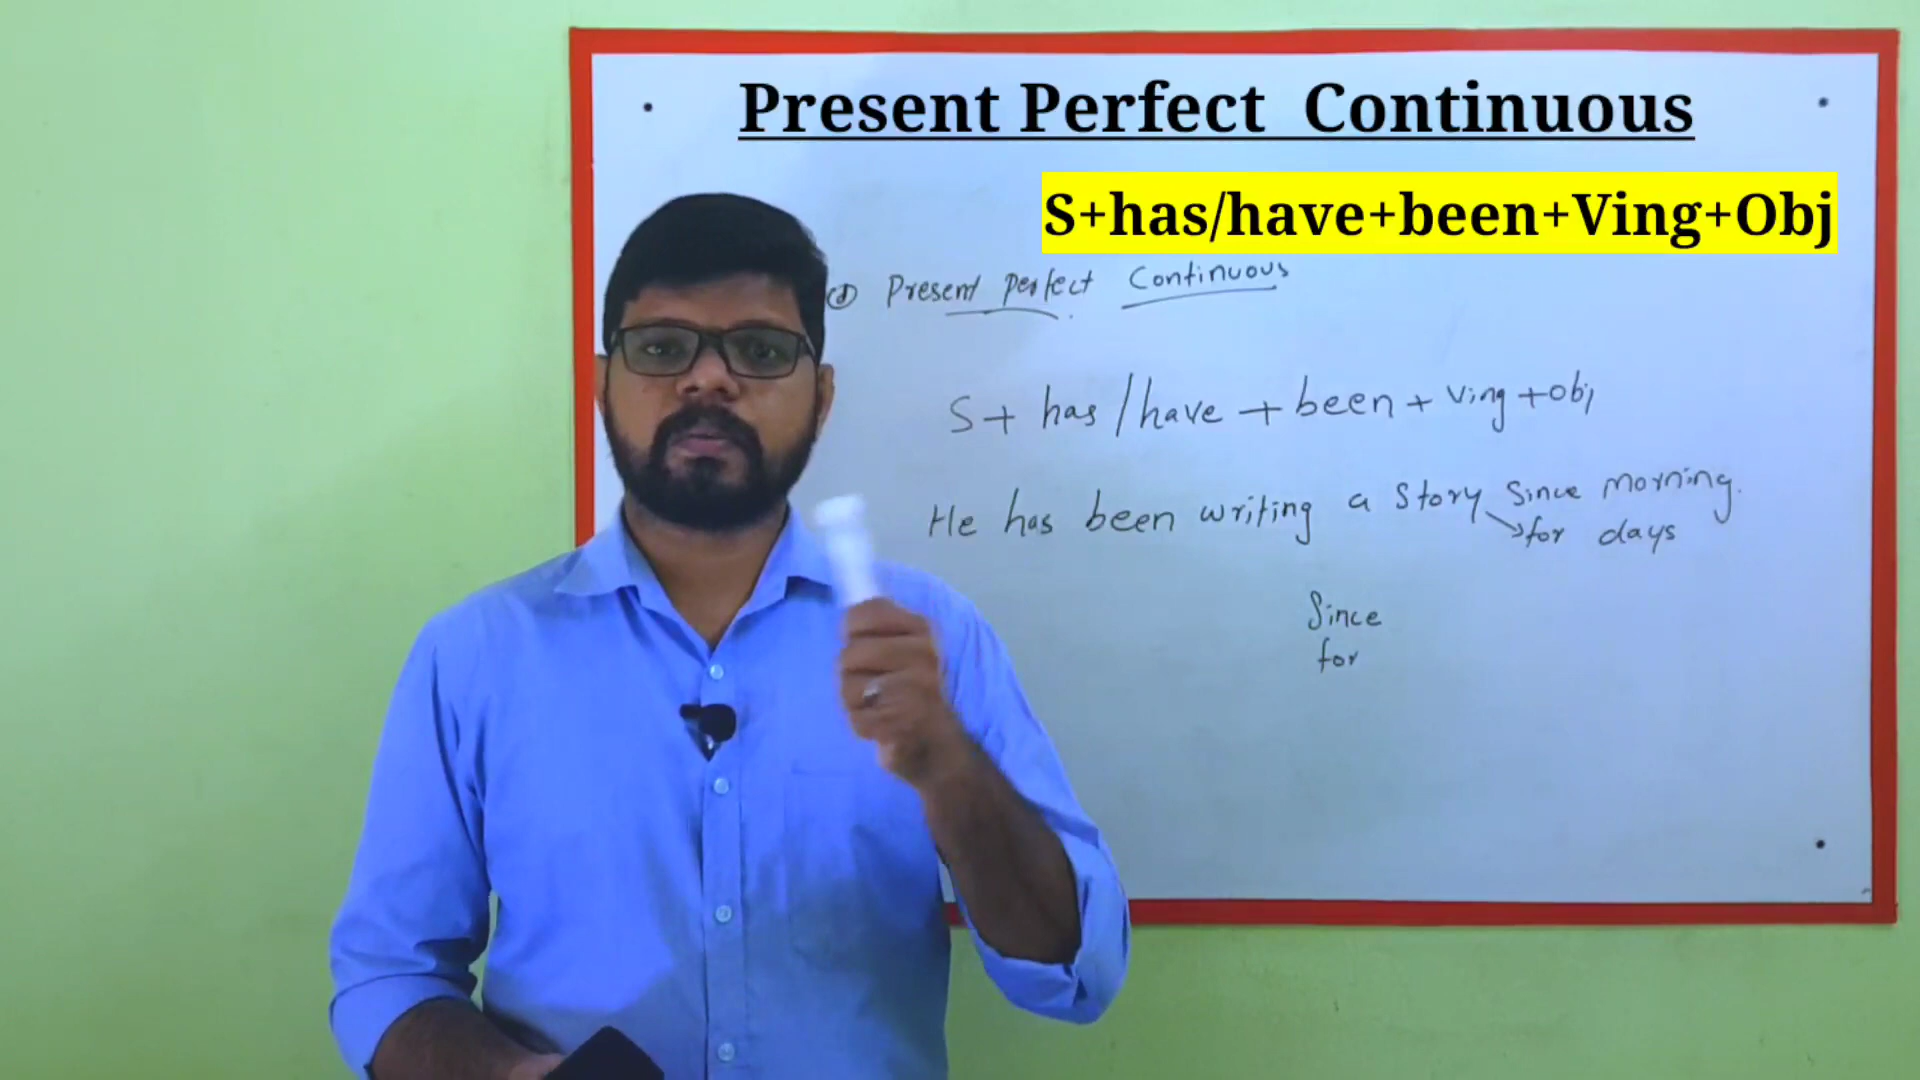 Present Perfect Continuous
S+has/have+been+Ving+Obj
d) Present Perfect Continuous
S + has / have + been + Ving + obj
He has been writing a story since morning.
for days
Since
for